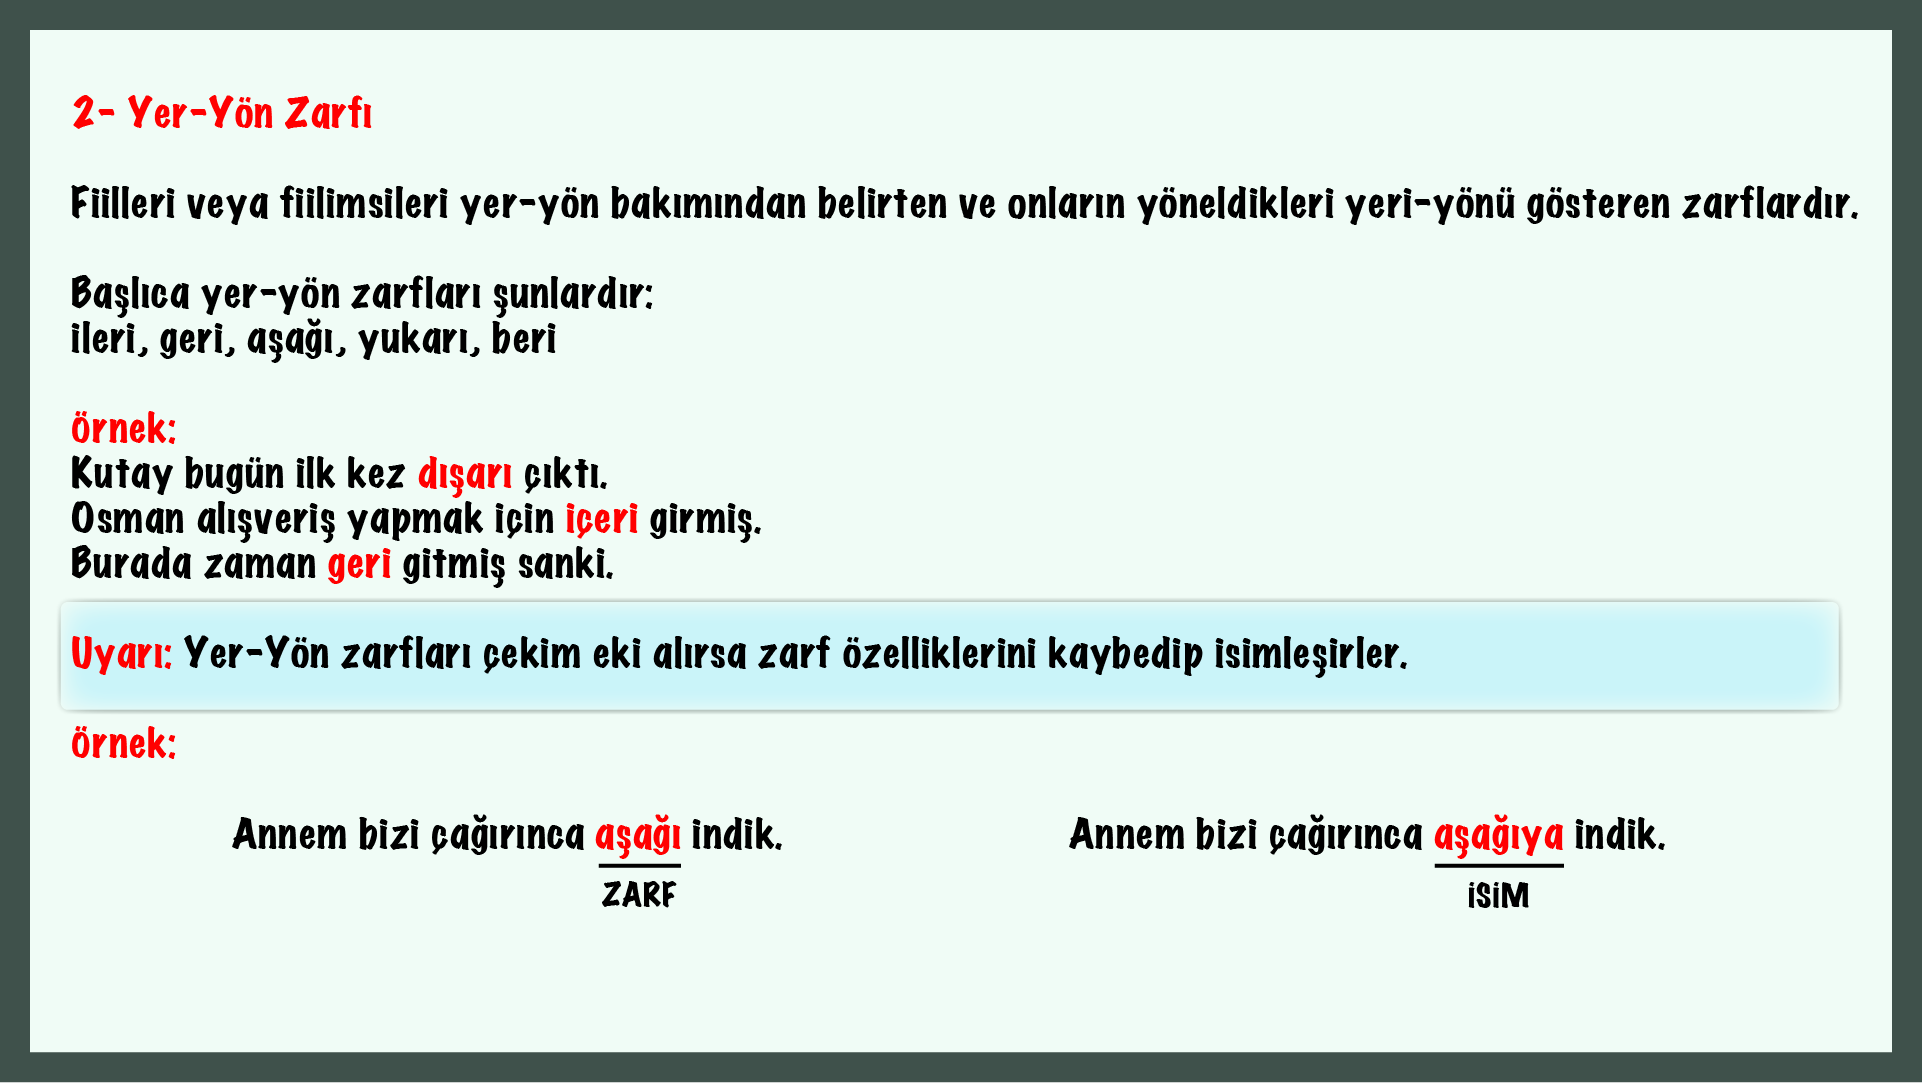 2- Yer-Yön Zarfı
Fiilleri veya fiilimsileri yer-yön bakımından belirten ve onların yöneldikleri yeri-yönü gösteren zarflardır.
Başlıca yer-yön zarfları şunlardır:
ileri, geri, aşağı, yukarı, beri
örnek:
Kutay bugün ilk kez dışarı çıktı.
Osman alışveriş yapmak için içeri girmiş.
Burada zaman geri gitmiş sanki.
Uyarı: Yer-Yön zarfları çekim eki alırsa zarf özelliklerini kaybedip isimleşirler.
örnek:
Annem bizi çağırınca aşağı indik.
ZARF
Annem bizi çağırınca aşağıya indik.
iSiM